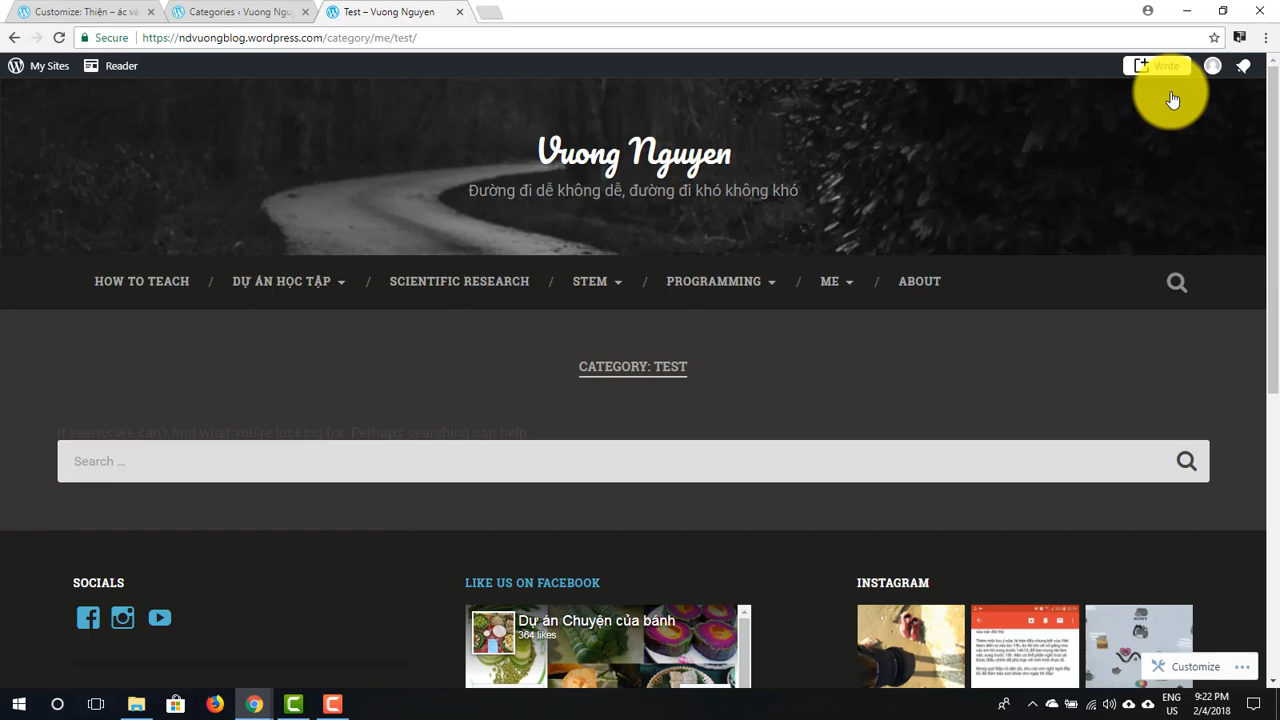 Customize: Thiện – ác và
Categories ‹ Vuong Ngu
Test – Vuong Nguyen
Secure
https://ndvuongblog.wordpress.com/category/me/test/
My Sites
Reader
Write
Vuong Nguyen
Đường đi dễ không dễ, đường đi khó không khó
HOW TO TEACH / DỰ ÁN HỌC TẬP / SCIENTIFIC RESEARCH / STEM / PROGRAMMING / ME / ABOUT
CATEGORY: TEST
It seems we can't find what you're looking for. Perhaps searching can help.
Search …
SOCIALS
LIKE US ON FACEBOOK
INSTAGRAM
Dự án Chuyện của bánh
364 likes
Customize
ENG
US
9:22 PM
2/4/2018